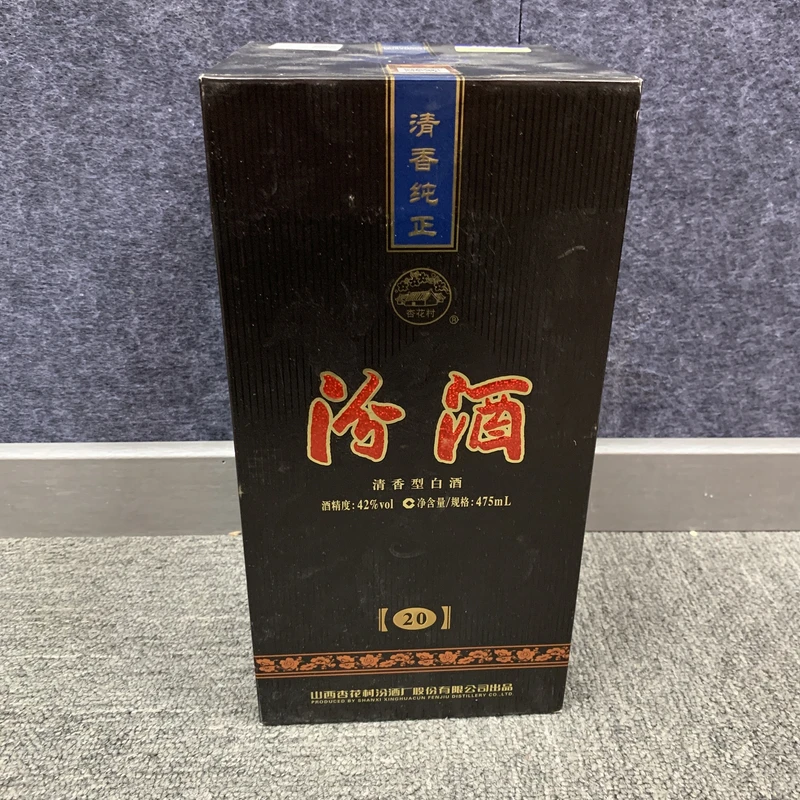 清香纯正
杏花村
®
汾酒
清香型白酒
酒精度:42%vol C净含量/规格:475mL
【20】
山西杏花村汾酒厂股份有限公司出品
PRODUCED BY SHANXI XINGHUACUN FENJIU DISTILLERY CO.,LTD.